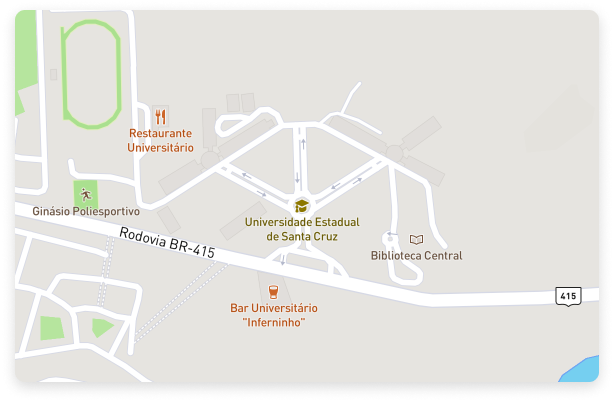 Restaurante
Universitário
Ginásio Poliesportivo
Universidade Estadual
de Santa Cruz
Rodovia BR-415
Biblioteca Central
415
Bar Universitário
"Inferninho"